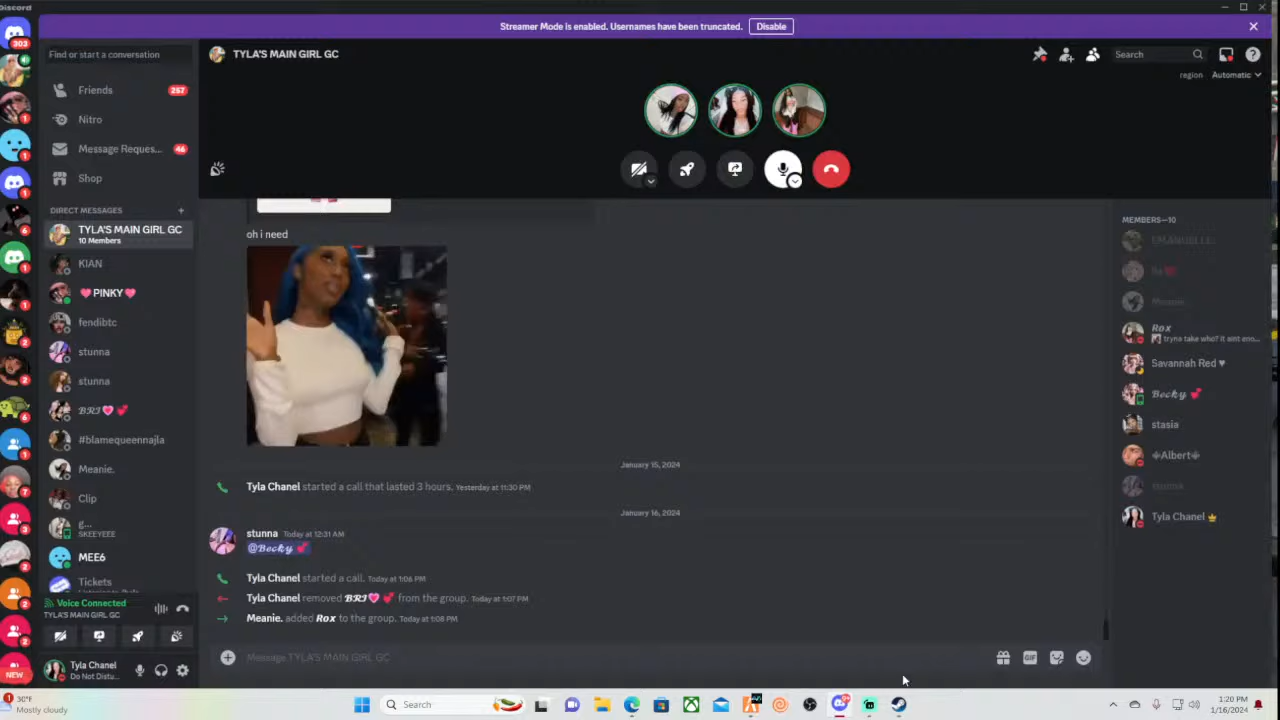 Discord
Streamer Mode is enabled. Usernames have been truncated. Disable
303
Find or start a conversation
TYLA'S MAIN GIRL GC
Search
region Automatic
Friends 257
Nitro
Message Reques... 46
Shop
DIRECT MESSAGES
TYLA'S MAIN GIRL GC
10 Members
KIAN
💗PINKY💗
fendibtc
stunna
stunna
BRI💗💕
#blamequeennajla
Meanie.
Clip
g...
SKEEYEEE
MEE6
Tickets
Voice Connected
TYLA'S MAIN GIRL GC
Tyla Chanel
Do Not Distu...
NEW
oh i need
January 15, 2024
Tyla Chanel started a call that lasted 3 hours. Yesterday at 11:30 PM
January 16, 2024
stunna Today at 12:31 AM
@Becky 💕
Tyla Chanel started a call. Today at 1:06 PM
Tyla Chanel removed BRI💗💕 from the group. Today at 1:07 PM
Meanie. added Rox to the group. Today at 1:08 PM
Message TYLA'S MAIN GIRL GC
GIF
MEMBERS—10
Meanie.
Rox
tryna take who? it aint eno...
Savannah Red ♥
Becky 💕
stasia
Albert
stunna
Tyla Chanel
30°F
Mostly cloudy
Search
1:20 PM
1/16/2024